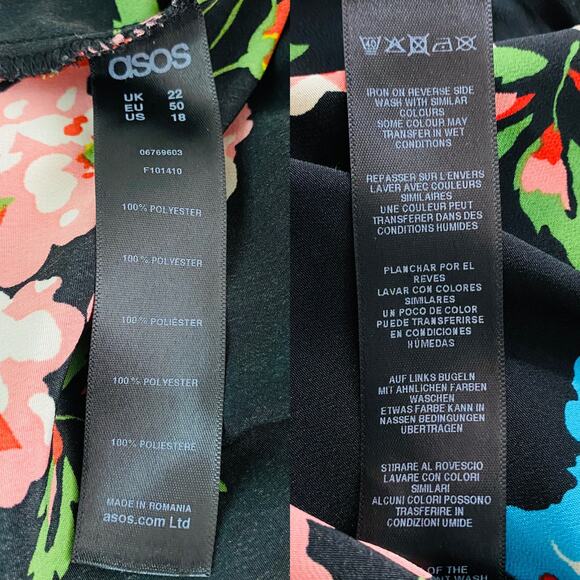 asos
UK 22
EU 50
US 18
06769603
F101410
100% POLYESTER
100% POLYESTER
100% POLIÉSTER
100% POLYESTER
100% POLIESTERE
MADE IN ROMANIA
asos.com Ltd
40
IRON ON REVERSE SIDE
WASH WITH SIMILAR
COLOURS
SOME COLOUR MAY
TRANSFER IN WET
CONDITIONS
REPASSER SUR L'ENVERS
LAVER AVEC COULEURS
SIMILAIRES
UNE COULEUR PEUT
TRANSFERER DANS DES
CONDITIONS HUMIDES
PLANCHAR POR EL
REVES
LAVAR CON COLORES
SIMILARES
UN POCO DE COLOR
PUEDE TRANSFERIRSE
EN CONDICIONES
HÚMEDAS
AUF LINKS BUGELN
MIT AHNLICHEN FARBEN
WASCHEN
ETWAS FARBE KANN IN
NASSEN BEDINGUNGEN
UBERTRAGEN
STIRARE AL ROVESCIO
LAVARE CON COLORI
SIMILARI
ALCUNI COLORI POSSONO
TRASFERIRE IN
CONDIZIONI UMIDE
OF THE
WASH